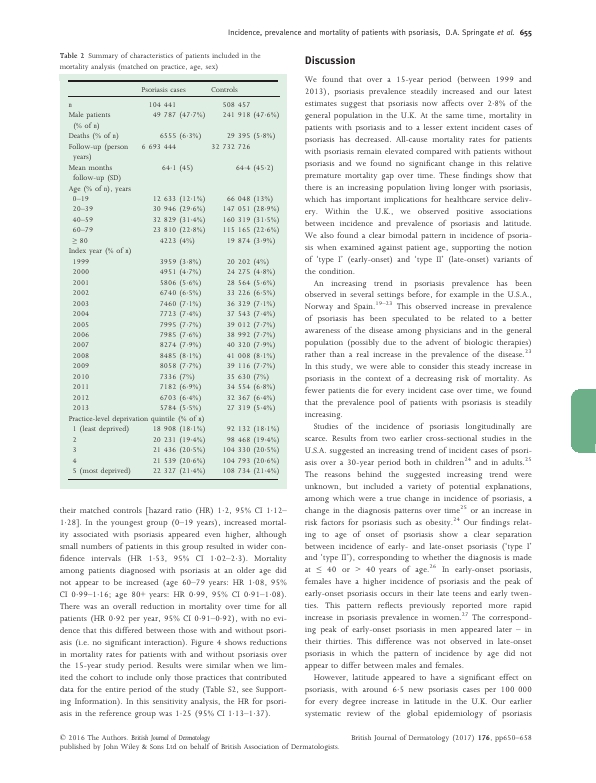 Incidence, prevalence and mortality of patients with psoriasis, D.A. Springate et al. 655
Table 2 Summary of characteristics of patients included in the
mortality analysis (matched on practice, age, sex)
Psoriasis cases Controls
n 104 441 508 457
Male patients 49 787 (47·7%) 241 918 (47·6%)
(% of n)
Deaths (% of n) 6555 (6·3%) 29 395 (5·8%)
Follow-up (person 6 693 444 32 732 726
years)
Mean months 64·1 (45) 64·4 (45·2)
follow-up (SD)
Age (% of n), years
0–19 12 633 (12·1%) 66 048 (13%)
20–39 30 946 (29·6%) 147 051 (28·9%)
40–59 32 829 (31·4%) 160 319 (31·5%)
60–79 23 810 (22·8%) 115 165 (22·6%)
≥ 80 4223 (4%) 19 874 (3·9%)
Index year (% of n)
1999 3959 (3·8%) 20 202 (4%)
2000 4951 (4·7%) 24 275 (4·8%)
2001 5806 (5·6%) 28 564 (5·6%)
2002 6740 (6·5%) 33 226 (6·5%)
2003 7460 (7·1%) 36 329 (7·1%)
2004 7723 (7·4%) 37 543 (7·4%)
2005 7995 (7·7%) 39 012 (7·7%)
2006 7985 (7·6%) 38 992 (7·7%)
2007 8274 (7·9%) 40 320 (7·9%)
2008 8485 (8·1%) 41 008 (8·1%)
2009 8058 (7·7%) 39 116 (7·7%)
2010 7336 (7%) 35 630 (7%)
2011 7182 (6·9%) 34 554 (6·8%)
2012 6703 (6·4%) 32 367 (6·4%)
2013 5784 (5·5%) 27 319 (5·4%)
Practice-level deprivation quintile (% of n)
1 (least deprived) 18 908 (18·1%) 92 132 (18·1%)
2 20 231 (19·4%) 98 468 (19·4%)
3 21 436 (20·5%) 104 330 (20·5%)
4 21 539 (20·6%) 104 793 (20·6%)
5 (most deprived) 22 327 (21·4%) 108 734 (21·4%)
their matched controls [hazard ratio (HR) 1·2, 95% CI 1·12–
1·28]. In the youngest group (0–19 years), increased mortal-
ity associated with psoriasis appeared even higher, although
small numbers of patients in this group resulted in wider con-
fidence intervals (HR 1·53, 95% CI 1·02–2·3). Mortality
among patients diagnosed with psoriasis at an older age did
not appear to be increased (age 60–79 years: HR 1·08, 95%
CI 0·99–1·16; age 80+ years: HR 0·99, 95% CI 0·91–1·08).
There was an overall reduction in mortality over time for all
patients (HR 0·92 per year, 95% CI 0·91–0·92), with no evi-
dence that this differed between those with and without psori-
asis (i.e. no significant interaction). Figure 4 shows reductions
in mortality rates for patients with and without psoriasis over
the 15-year study period. Results were similar when we lim-
ited the cohort to include only those practices that contributed
data for the entire period of the study (Table S2, see Support-
ing Information). In this sensitivity analysis, the HR for psori-
asis in the reference group was 1·25 (95% CI 1·13–1·37).
Discussion
We found that over a 15-year period (between 1999 and
2013), psoriasis prevalence steadily increased and our latest
estimates suggest that psoriasis now affects over 2·8% of the
general population in the U.K. At the same time, mortality in
patients with psoriasis and to a lesser extent incident cases of
psoriasis has decreased. All-cause mortality rates for patients
with psoriasis remain elevated compared with patients without
psoriasis and we found no significant change in this relative
premature mortality gap over time. These findings show that
there is an increasing population living longer with psoriasis,
which has important implications for healthcare service deliv-
ery. Within the U.K., we observed positive associations
between incidence and prevalence of psoriasis and latitude.
We also found a clear bimodal pattern in incidence of psoria-
sis when examined against patient age, supporting the notion
of 'type I' (early-onset) and 'type II' (late-onset) variants of
the condition.
An increasing trend in psoriasis prevalence has been
observed in several settings before, for example in the U.S.A.,
Norway and Spain.19–23 This observed increase in prevalence
of psoriasis has been speculated to be related to a better
awareness of the disease among physicians and in the general
population (possibly due to the advent of biologic therapies)
rather than a real increase in the prevalence of the disease.23
In this study, we were able to consider this steady increase in
psoriasis in the context of a decreasing risk of mortality. As
fewer patients die for every incident case over time, we found
that the prevalence pool of patients with psoriasis is steadily
increasing.
Studies of the incidence of psoriasis longitudinally are
scarce. Results from two earlier cross-sectional studies in the
U.S.A. suggested an increasing trend of incident cases of psori-
asis over a 30-year period both in children24 and in adults.25
The reasons behind the suggested increasing trend were
unknown, but included a variety of potential explanations,
among which were a true change in incidence of psoriasis, a
change in the diagnosis patterns over time25 or an increase in
risk factors for psoriasis such as obesity.24 Our findings relat-
ing to age of onset of psoriasis show a clear separation
between incidence of early- and late-onset psoriasis ('type I'
and 'type II'), corresponding to whether the diagnosis is made
at ≤ 40 or > 40 years of age.26 In early-onset psoriasis,
females have a higher incidence of psoriasis and the peak of
early-onset psoriasis occurs in their late teens and early twen-
ties. This pattern reflects previously reported more rapid
increase in psoriasis prevalence in women.27 The correspond-
ing peak of early-onset psoriasis in men appeared later – in
their thirties. This difference was not observed in late-onset
psoriasis in which the pattern of incidence by age did not
appear to differ between males and females.
However, latitude appeared to have a significant effect on
psoriasis, with around 6·5 new psoriasis cases per 100 000
for every degree increase in latitude in the U.K. Our earlier
systematic review of the global epidemiology of psoriasis
© 2016 The Authors. British Journal of Dermatology
published by John Wiley & Sons Ltd on behalf of British Association of Dermatologists.
British Journal of Dermatology (2017) 176, pp650–658